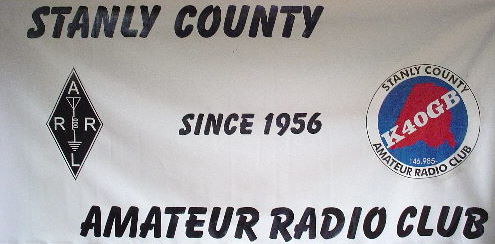 STANLY COUNTY
A
R R
L
SINCE 1956
STANLY COUNTY
K4OGB
146.985-
AMATEUR RADIO CLUB
AMATEUR RADIO CLUB